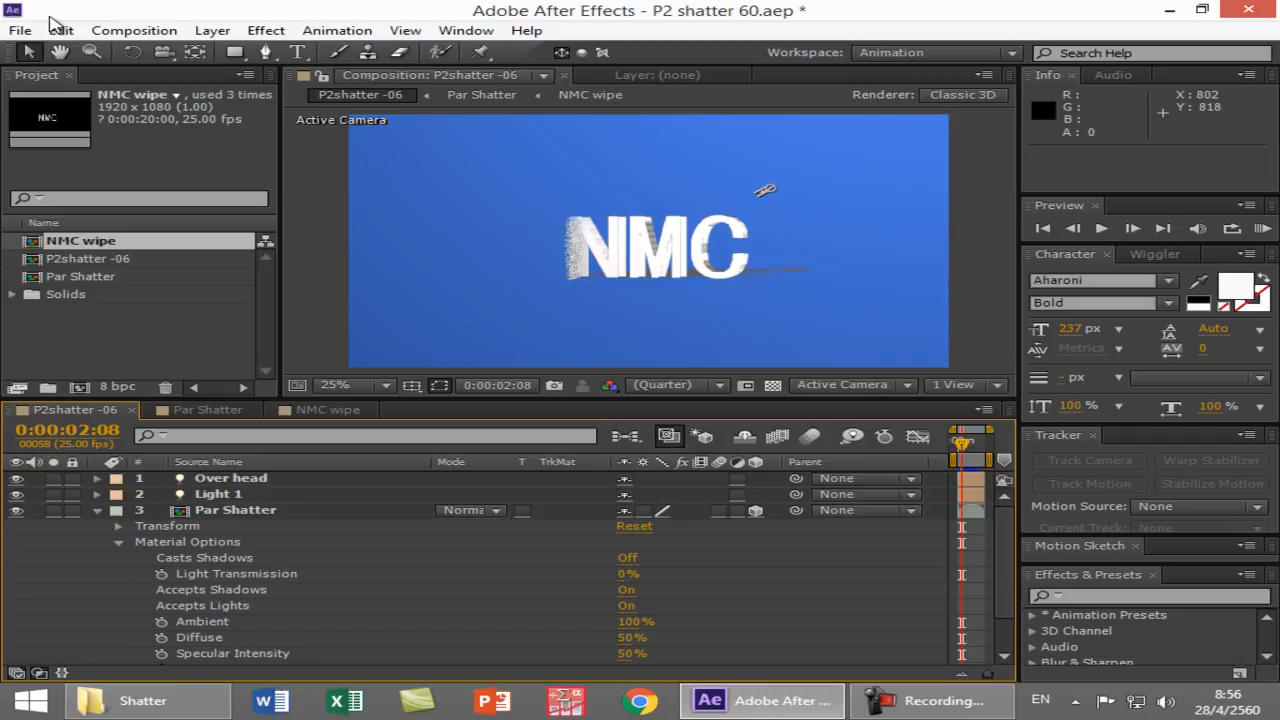 Ae Adobe After Effects - P2 shatter 60.aep *
File Edit Composition Layer Effect Animation View Window Help
Workspace: Animation Search Help
Project
NMC wipe , used 3 times
1920 x 1080 (1.00)
? 0:00:20:00, 25.00 fps
NMC
Name
NMC wipe
P2shatter -06
Par Shatter
Solids
8 bpc
Composition: P2shatter -06 Layer: (none)
P2shatter -06 Par Shatter NMC wipe Renderer: Classic 3D
Active Camera
NMC
25% 0:00:02:08 (Quarter) Active Camera 1 View
Info Audio
R: X: 802
G: Y: 818
B:
A: 0
Preview
Character Wiggler
Aharoni
Bold
237 px Auto
Metrics 0
- px
100 % 100 %
Tracker
Track Camera Warp Stabilizer
Track Motion Stabilize Motion
Motion Source: None
Current Track: None
Motion Sketch
Effects & Presets
* Animation Presets
3D Channel
Audio
Blur & Sharpen
P2shatter -06 Par Shatter NMC wipe
0:00:02:08
00058 (25.00 fps)
# Source Name Mode T TrkMat Parent
1 Over head None
2 Light 1 None
3 Par Shatter Norma None
Transform Reset
Material Options
Casts Shadows Off
Light Transmission 0%
Accepts Shadows On
Accepts Lights On
Ambient 100%
Diffuse 50%
Specular Intensity 50%
Shatter Adobe After ... Recording... EN 8:56
28/4/2560